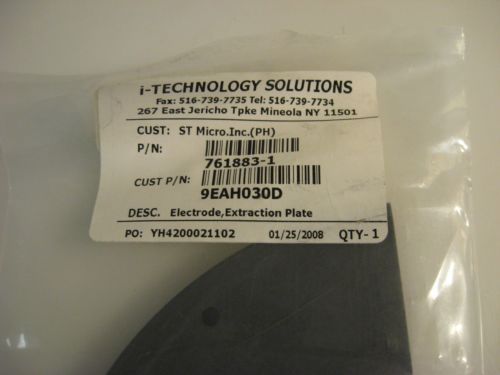 i-TECHNOLOGY SOLUTIONS
Fax: 516-739-7735 Tel: 516-739-7734
267 East Jericho Tpke Mineola NY 11501
CUST: ST Micro.Inc.(PH)
P/N:
761883-1
CUST P/N:
9EAH030D
DESC. Electrode,Extraction Plate
PO: YH4200021102 01/25/2008 QTY- 1